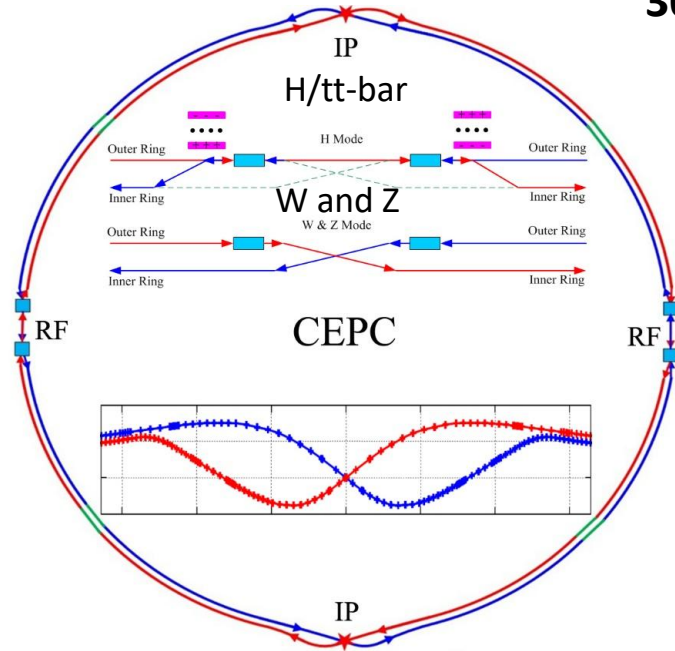 IP
H/tt-bar
- - -
+ + +
H Mode
+ + +
- - -
Outer Ring
Outer Ring
Inner Ring
Inner Ring
W and Z
W & Z Mode
Outer Ring
Outer Ring
Inner Ring
Inner Ring
RF
CEPC
RF
IP